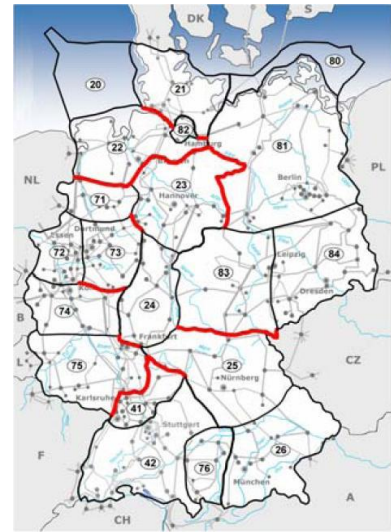 DK
S
20
21
80
82
Hamburg
22
81
NL
23
PL
Berlin
71
Hannover
Dortmund
Essen
72
73
83
Leipzig
84
Dresden
24
B
74
Frankfurt
CZ
L
75
25
Nürnberg
Karlsruhe
41
Stuttgart
F
42
76
26
München
CH
A